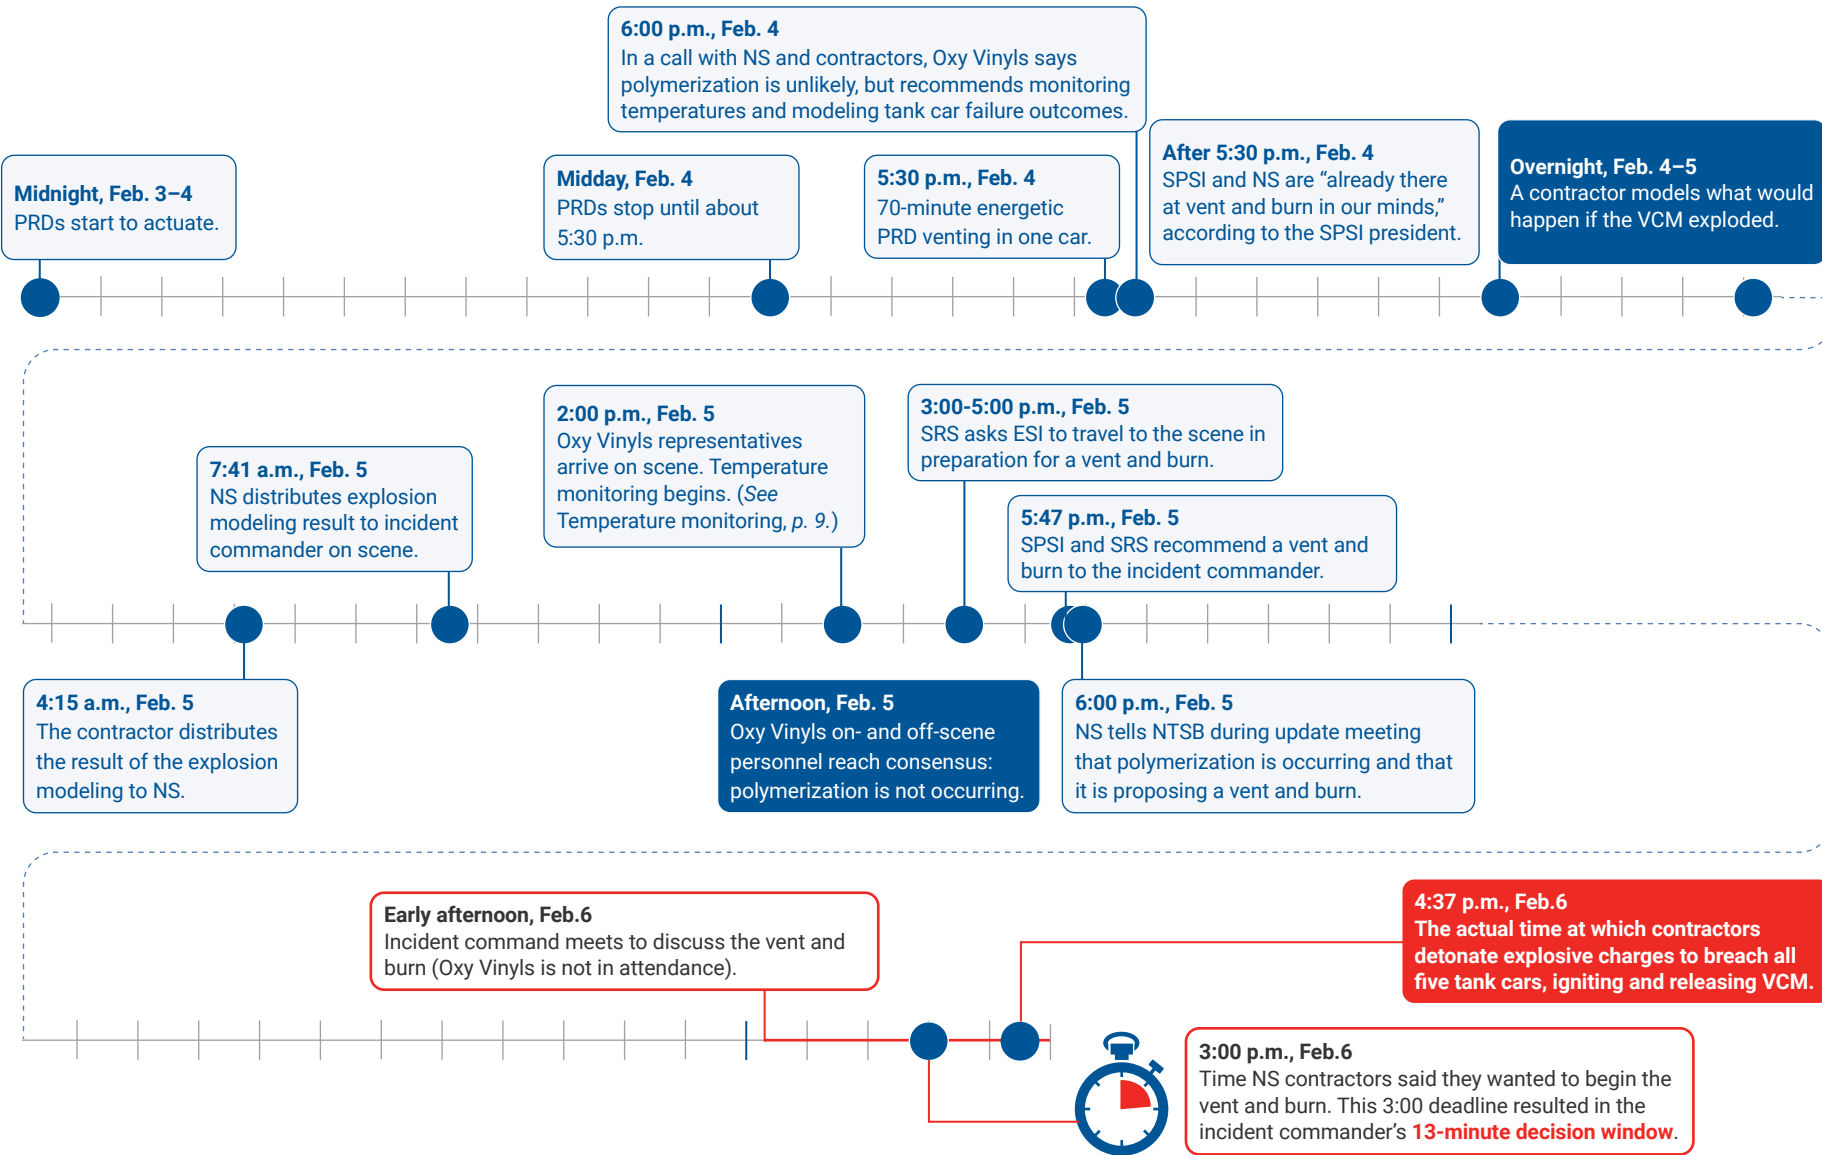 6:00 p.m., Feb. 4
In a call with NS and contractors, Oxy Vinyls says
polymerization is unlikely, but recommends monitoring
temperatures and modeling tank car failure outcomes.
Midnight, Feb. 3–4
PRDs start to actuate.
Midday, Feb. 4
PRDs stop until about
5:30 p.m.
5:30 p.m., Feb. 4
70-minute energetic
PRD venting in one car.
After 5:30 p.m., Feb. 4
SPSI and NS are “already there
at vent and burn in our minds,”
according to the SPSI president.
Overnight, Feb. 4–5
A contractor models what would
happen if the VCM exploded.
7:41 a.m., Feb. 5
NS distributes explosion
modeling result to incident
commander on scene.
2:00 p.m., Feb. 5
Oxy Vinyls representatives
arrive on scene. Temperature
monitoring begins. (See
Temperature monitoring, p. 9.)
3:00-5:00 p.m., Feb. 5
SRS asks ESI to travel to the scene in
preparation for a vent and burn.
5:47 p.m., Feb. 5
SPSI and SRS recommend a vent and
burn to the incident commander.
4:15 a.m., Feb. 5
The contractor distributes
the result of the explosion
modeling to NS.
Afternoon, Feb. 5
Oxy Vinyls on- and off-scene
personnel reach consensus:
polymerization is not occurring.
6:00 p.m., Feb. 5
NS tells NTSB during update meeting
that polymerization is occurring and that
it is proposing a vent and burn.
Early afternoon, Feb.6
Incident command meets to discuss the vent and
burn (Oxy Vinyls is not in attendance).
4:37 p.m., Feb.6
The actual time at which contractors
detonate explosive charges to breach all
five tank cars, igniting and releasing VCM.
3:00 p.m., Feb.6
Time NS contractors said they wanted to begin the
vent and burn. This 3:00 deadline resulted in the
incident commander’s 13-minute decision window.